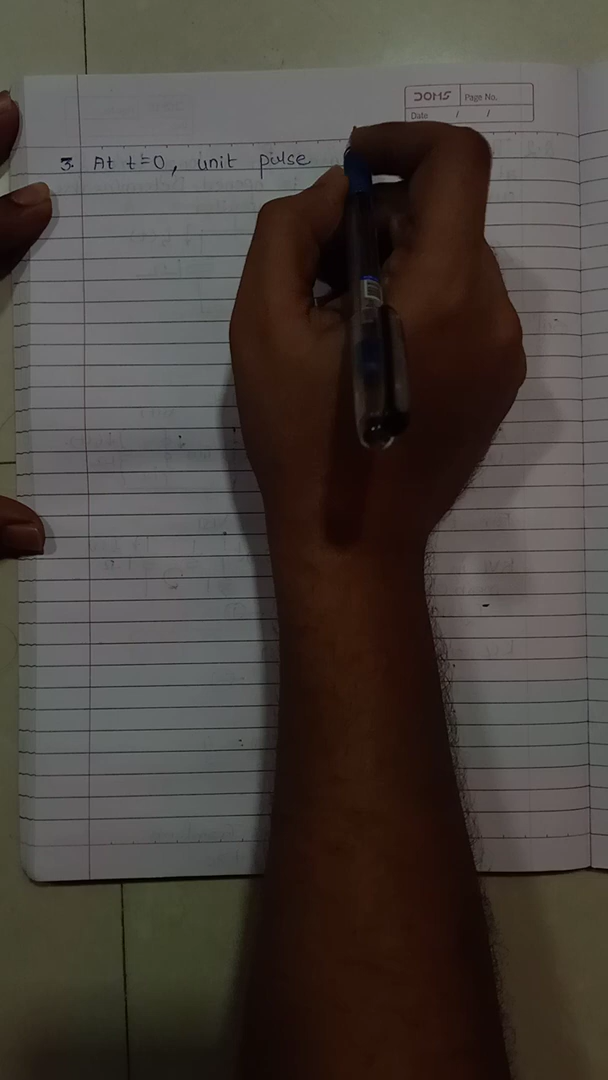 DOMS Page No.
Date / /
3. At t=0, unit pulse